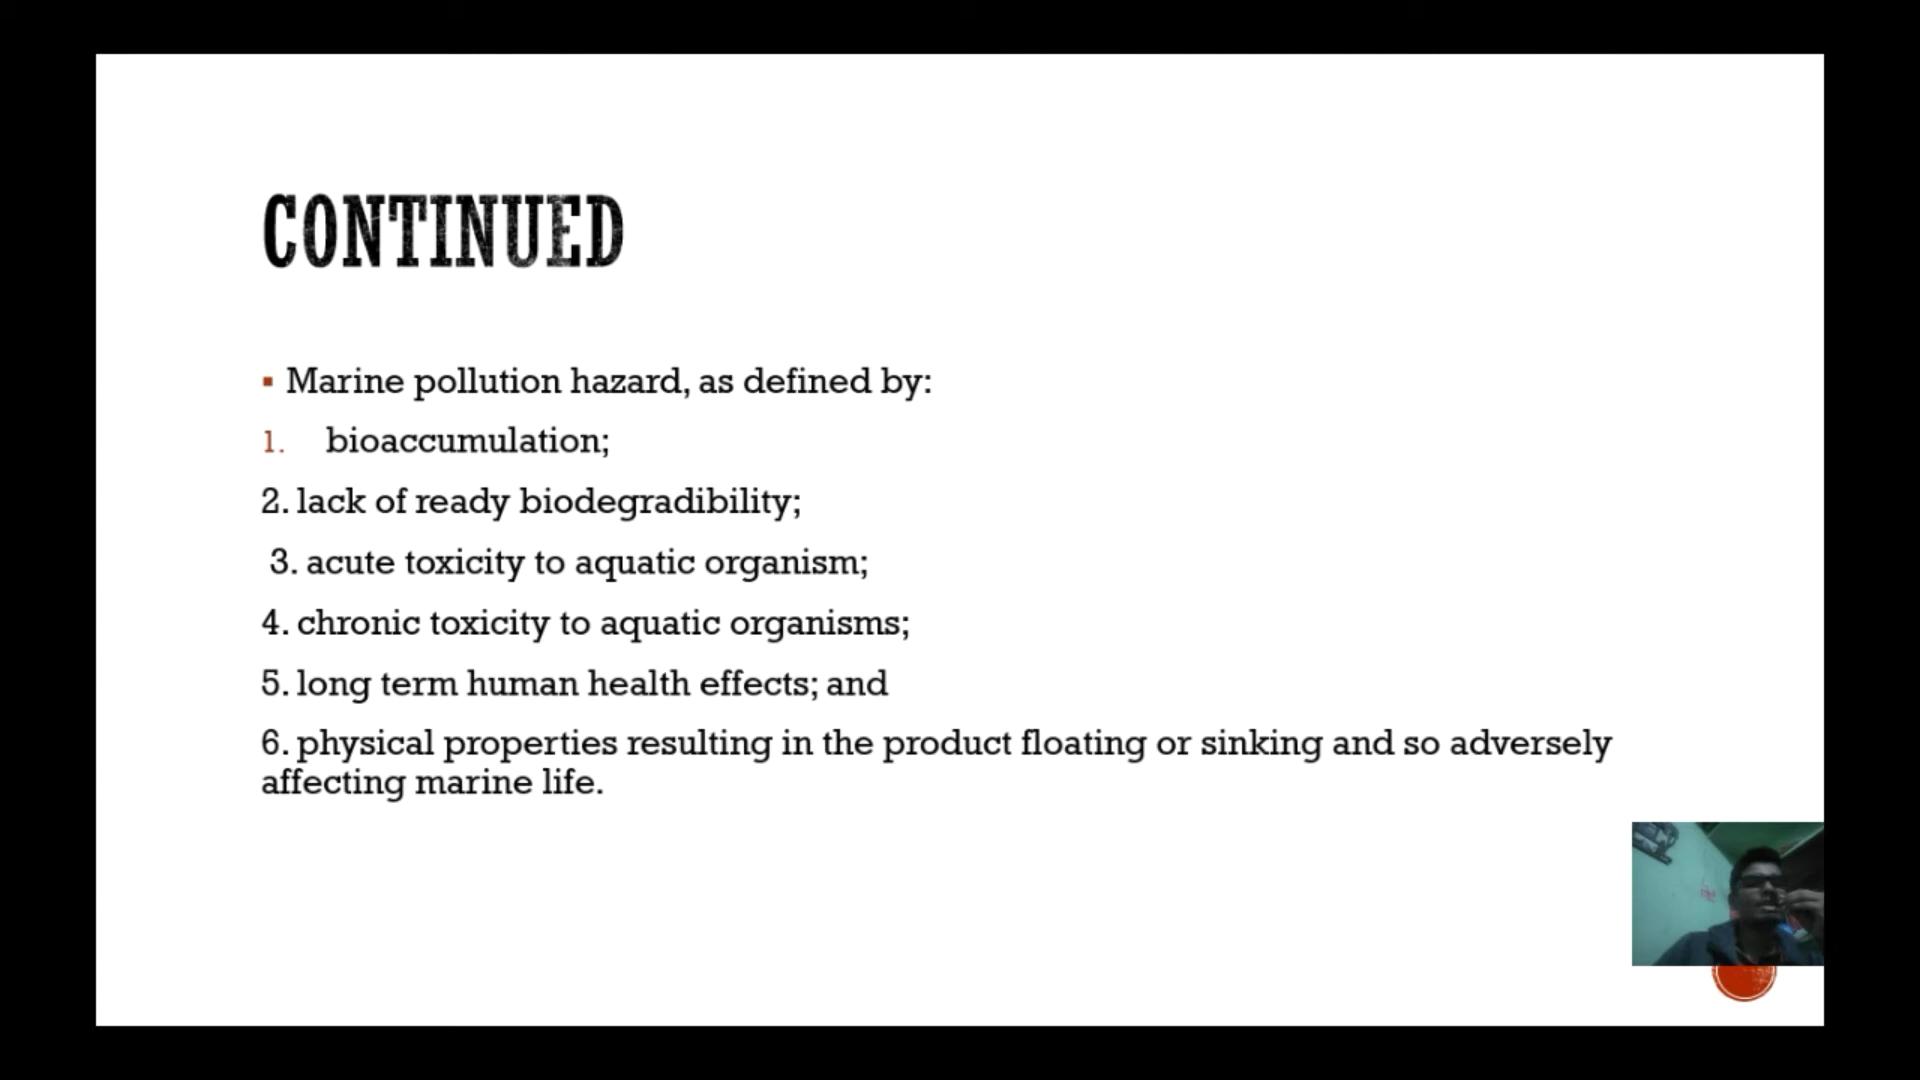 CONTINUED
▪ Marine pollution hazard, as defined by:
1. bioaccumulation;
2. lack of ready biodegradibility;
3. acute toxicity to aquatic organism;
4. chronic toxicity to aquatic organisms;
5. long term human health effects; and
6. physical properties resulting in the product floating or sinking and so adversely
affecting marine life.